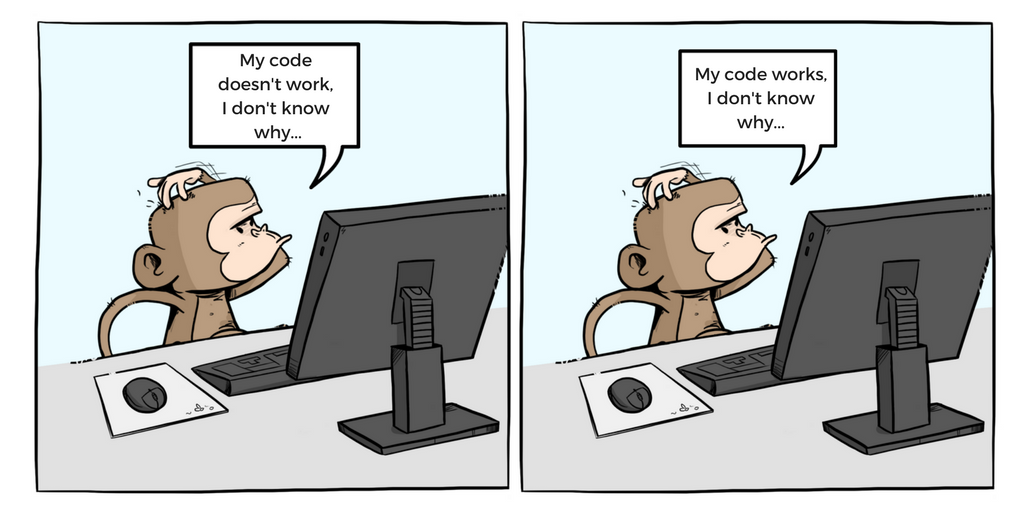 My code
doesn't work,
I don't know
why...
My code works,
I don't know
why...